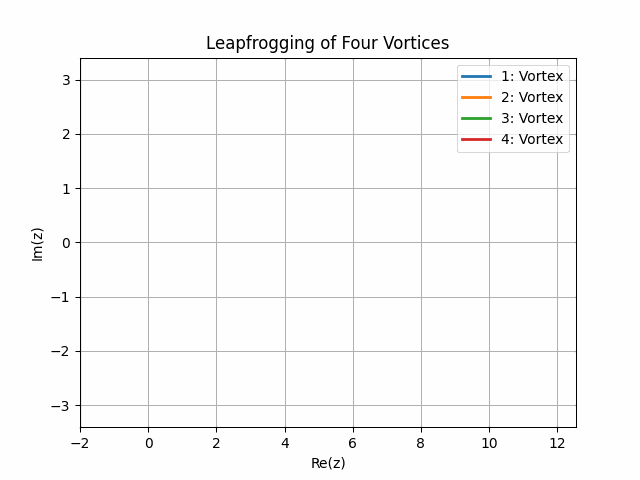 Leapfrogging of Four Vortices
1: Vortex
2: Vortex
3: Vortex
4: Vortex
3
2
1
0
−1
−2
−3
Im(z)
−2 0 2 4 6 8 10 12
Re(z)